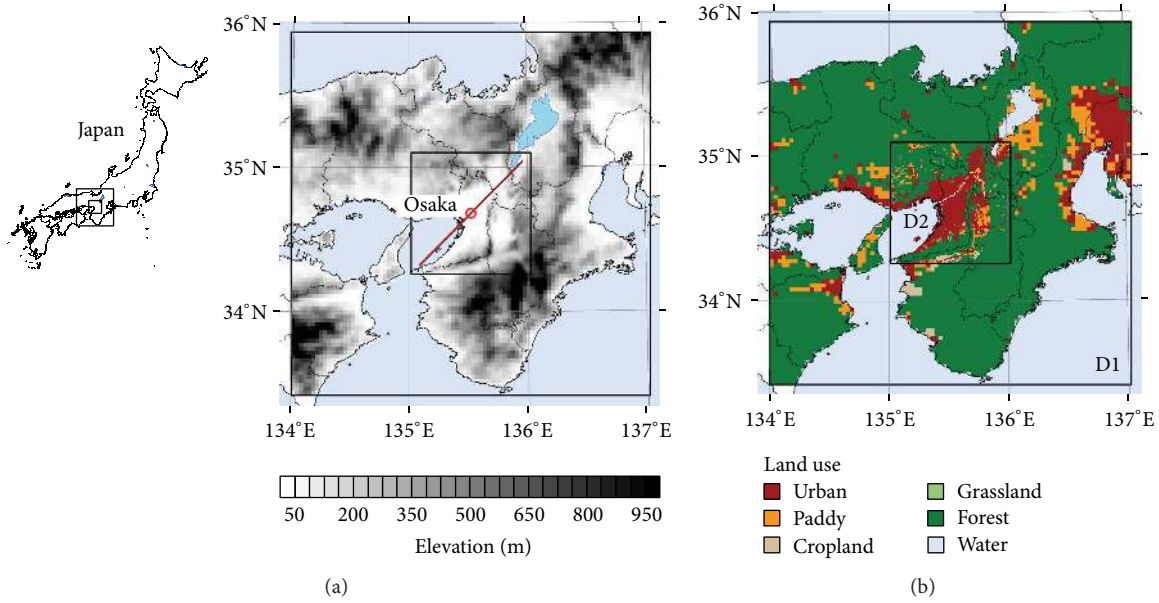 Japan
36°N
35°N
34°N
134°E
135°E
136°E
137°E
Osaka
50 200 350 500 650 800 950
Elevation (m)
(a)
36°N
35°N
34°N
134°E
135°E
136°E
137°E
D2
D1
Land use
Urban
Paddy
Cropland
Grassland
Forest
Water
(b)